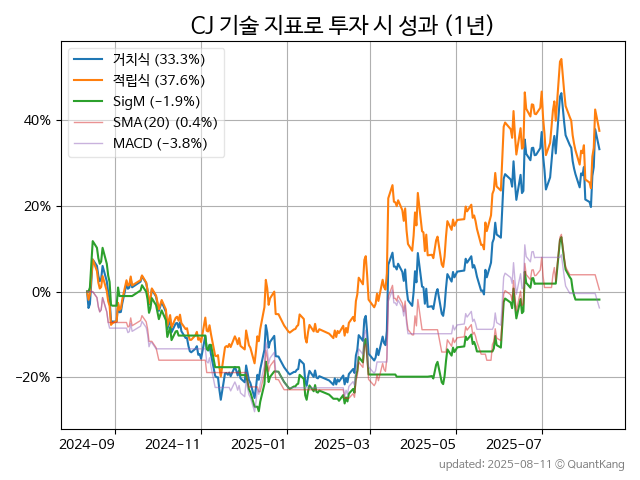 CJ 기술 지표로 투자 시 성과 (1년)
거치식 (33.3%)
적립식 (37.6%)
SigM (−1.9%)
SMA(20) (0.4%)
MACD (−3.8%)
40%
20%
0%
−20%
2024-09 2024-11 2025-01 2025-03 2025-05 2025-07
updated: 2025-08-11 © QuantKang